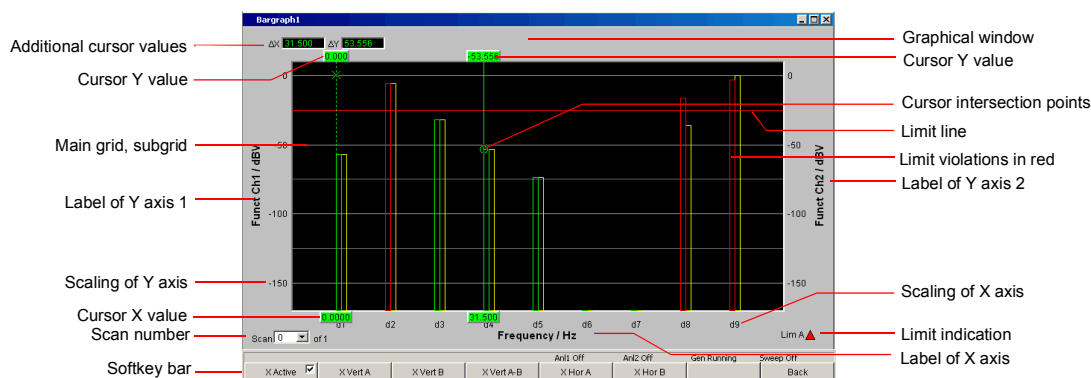 Bargraph1
Additional cursor values
ΔX 31.500 ΔY 53.556
Graphical window
Cursor Y value
0.000
-53.556
Cursor Y value
0
0
Cursor intersection points
Limit line
Main grid, subgrid
-50
-50
Limit violations in red
Label of Y axis 1
Funct Ch1 / dBV
Funct Ch2 / dBV
Label of Y axis 2
-100
-100
Scaling of Y axis
-150
-150
Scaling of X axis
Cursor X value
0.0000
31.500
d1 d2 d3 d4 d5 d6 d7 d8 d9
Scan number
Scan 0 of 1
Frequency / Hz
Lim A
Limit indication
Label of X axis
Anl1 Off Anl2 Off Gen Running Sweep Off
Softkey bar
X Active X Vert A X Vert B X Vert A-B X Hor A X Hor B Back